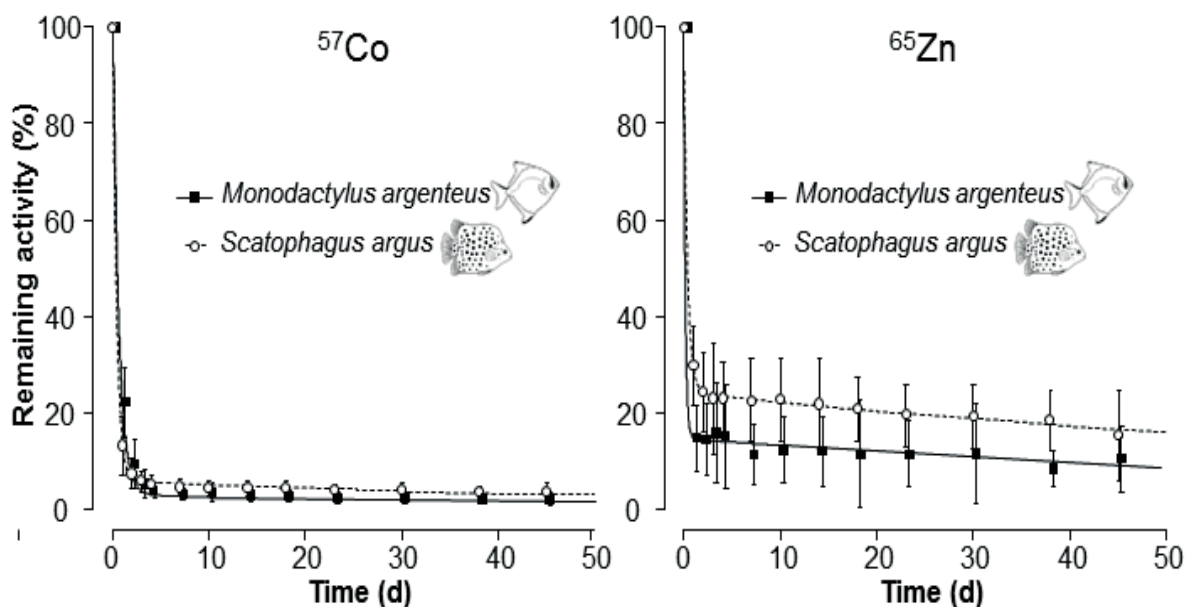 57Co
Remaining activity (%)
100
80
60
40
20
0
Monodactylus argenteus
Scatophagus argus
0 10 20 30 40 50
Time (d)
65Zn
100
80
60
40
20
0
Monodactylus argenteus
Scatophagus argus
0 10 20 30 40 50
Time (d)